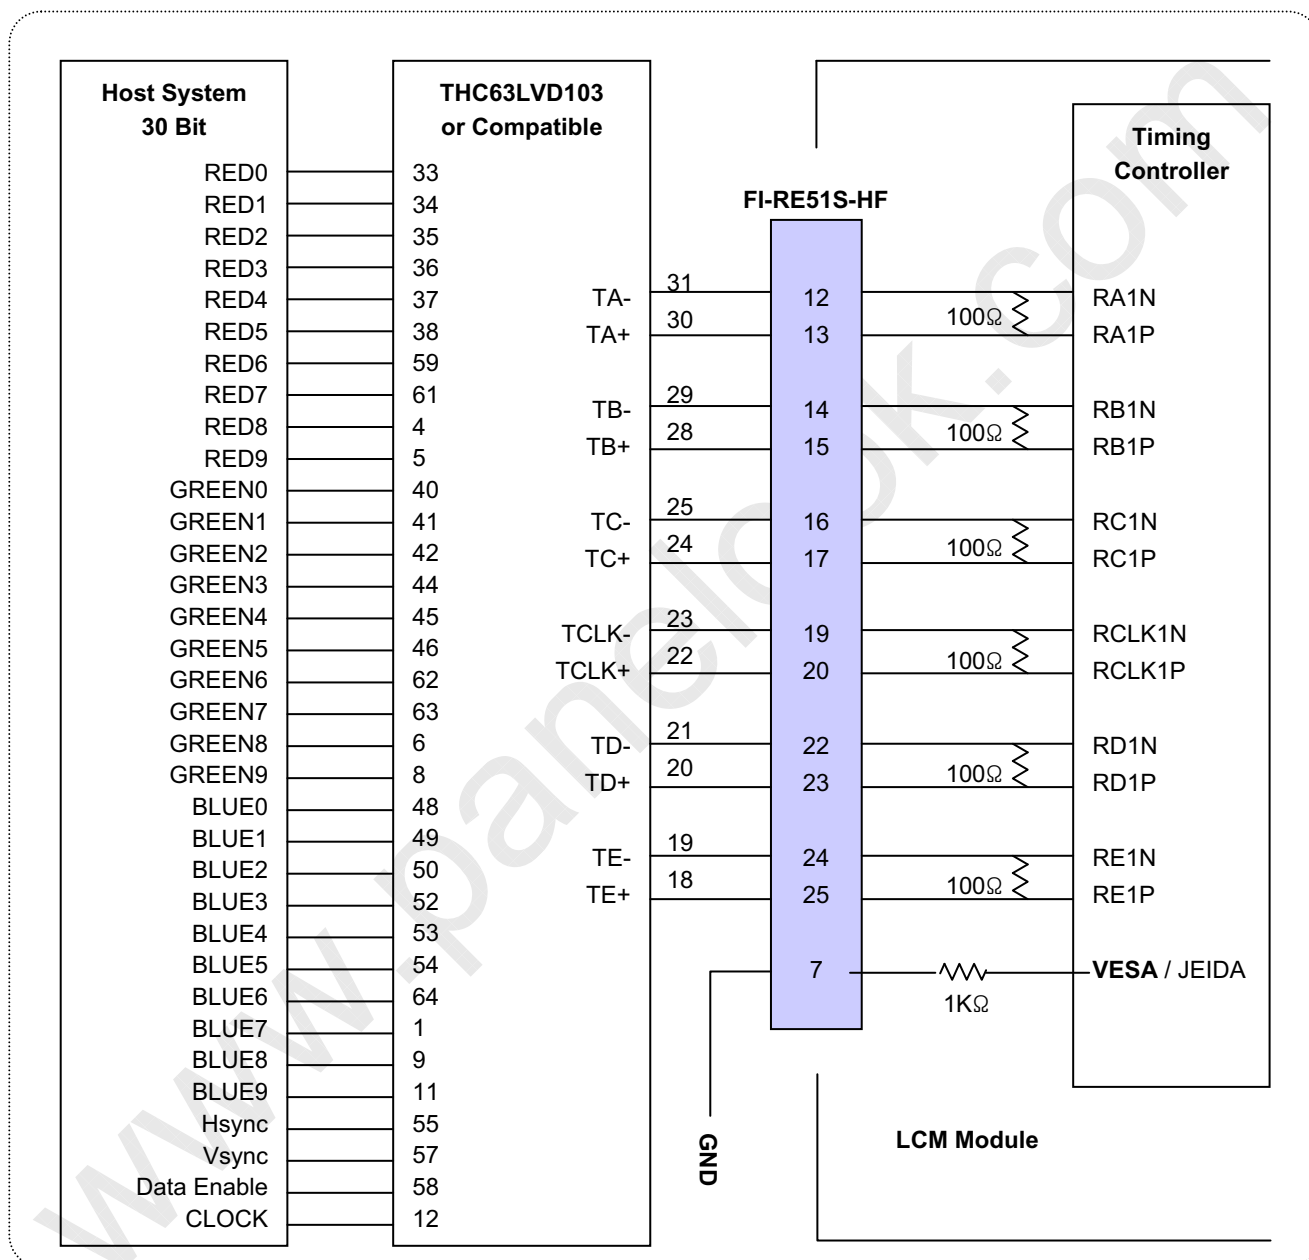 Host System
30 Bit
THC63LVD103
or Compatible
Timing
Controller
FI-RE51S-HF
RED0 33
RED1 34
RED2 35
RED3 36
RED4 37
RED5 38
RED6 59
RED7 61
RED8 4
RED9 5
GREEN0 40
GREEN1 41
GREEN2 42
GREEN3 44
GREEN4 45
GREEN5 46
GREEN6 62
GREEN7 63
GREEN8 6
GREEN9 8
BLUE0 48
BLUE1 49
BLUE2 50
BLUE3 52
BLUE4 53
BLUE5 54
BLUE6 64
BLUE7 1
BLUE8 9
BLUE9 11
Hsync 55
Vsync 57
Data Enable 58
CLOCK 12
TA- 31 12 RA1N
100Ω
TA+ 30 13 RA1P
TB- 29 14 RB1N
100Ω
TB+ 28 15 RB1P
TC- 25 16 RC1N
100Ω
TC+ 24 17 RC1P
TCLK- 23 19 RCLK1N
100Ω
TCLK+ 22 20 RCLK1P
TD- 21 22 RD1N
100Ω
TD+ 20 23 RD1P
TE- 19 24 RE1N
100Ω
TE+ 18 25 RE1P
7 VESA / JEIDA
1KΩ
GND
LCM Module
www.panelook.com